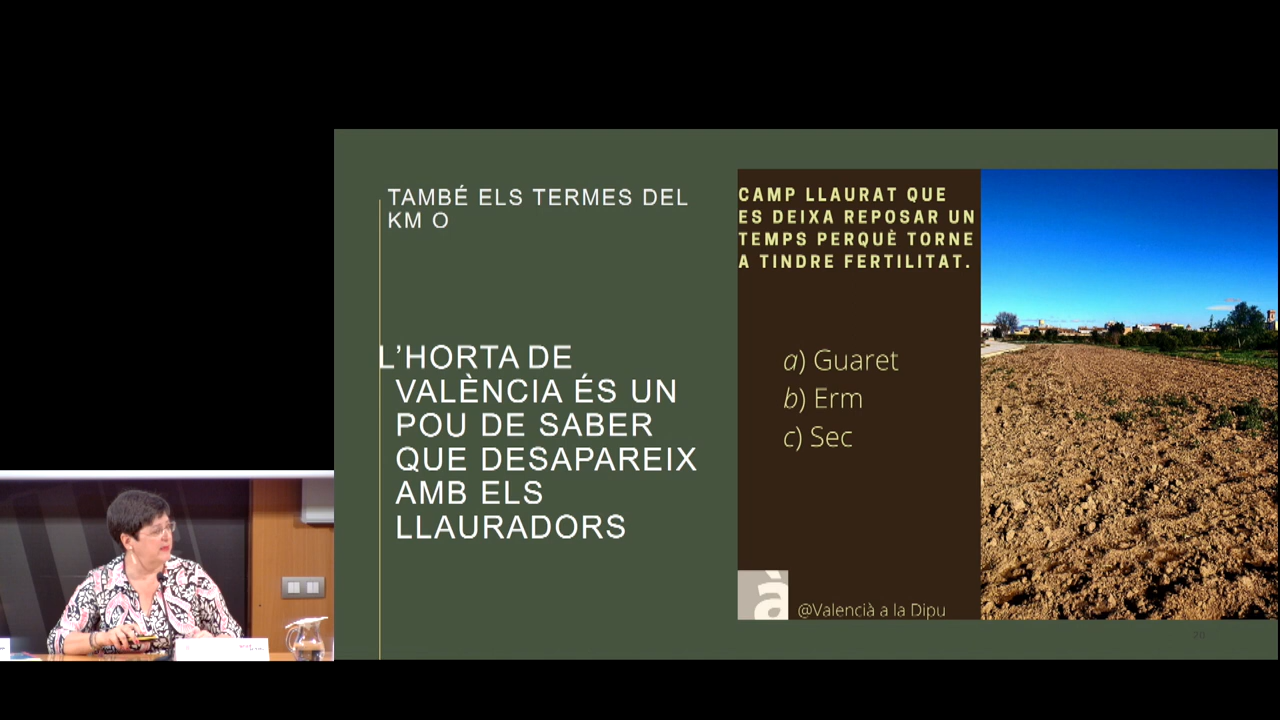 TAMBÉ ELS TERMES DEL
KM O
L'HORTA DE
VALÈNCIA ÉS UN
POU DE SABER
QUE DESAPAREIX
AMB ELS
LLAURADORS
CAMP LLAURAT QUE
ES DEIXA REPOSAR UN
TEMPS PERQUÈ TORNE
A TINDRE FERTILITAT.
a) Guaret
b) Erm
c) Sec
à
@Valencià a la Dipu
20